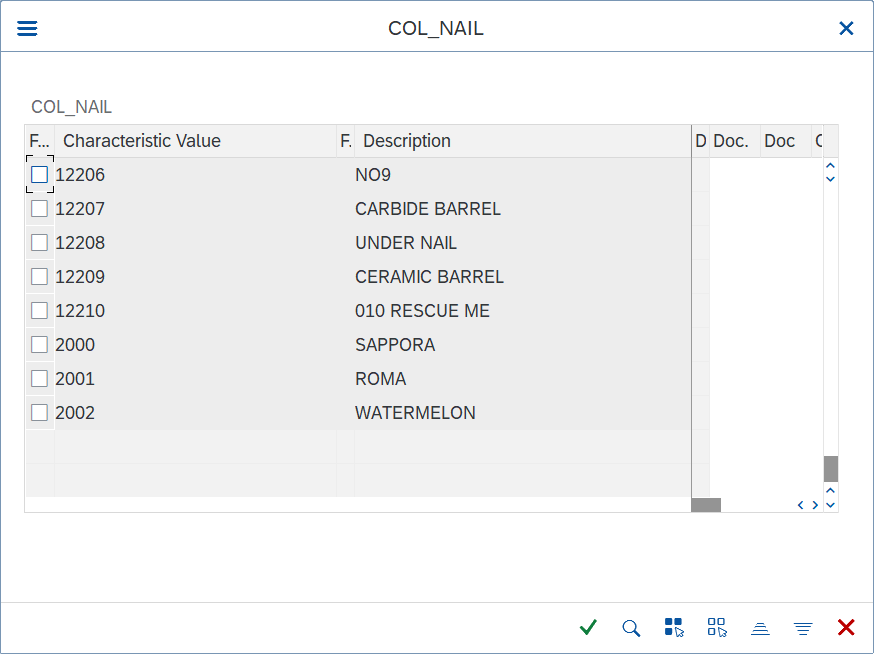 COL_NAIL
COL_NAIL
F... Characteristic Value F. Description D Doc. Doc
12206 NO9
12207 CARBIDE BARREL
12208 UNDER NAIL
12209 CERAMIC BARREL
12210 010 RESCUE ME
2000 SAPPORA
2001 ROMA
2002 WATERMELON